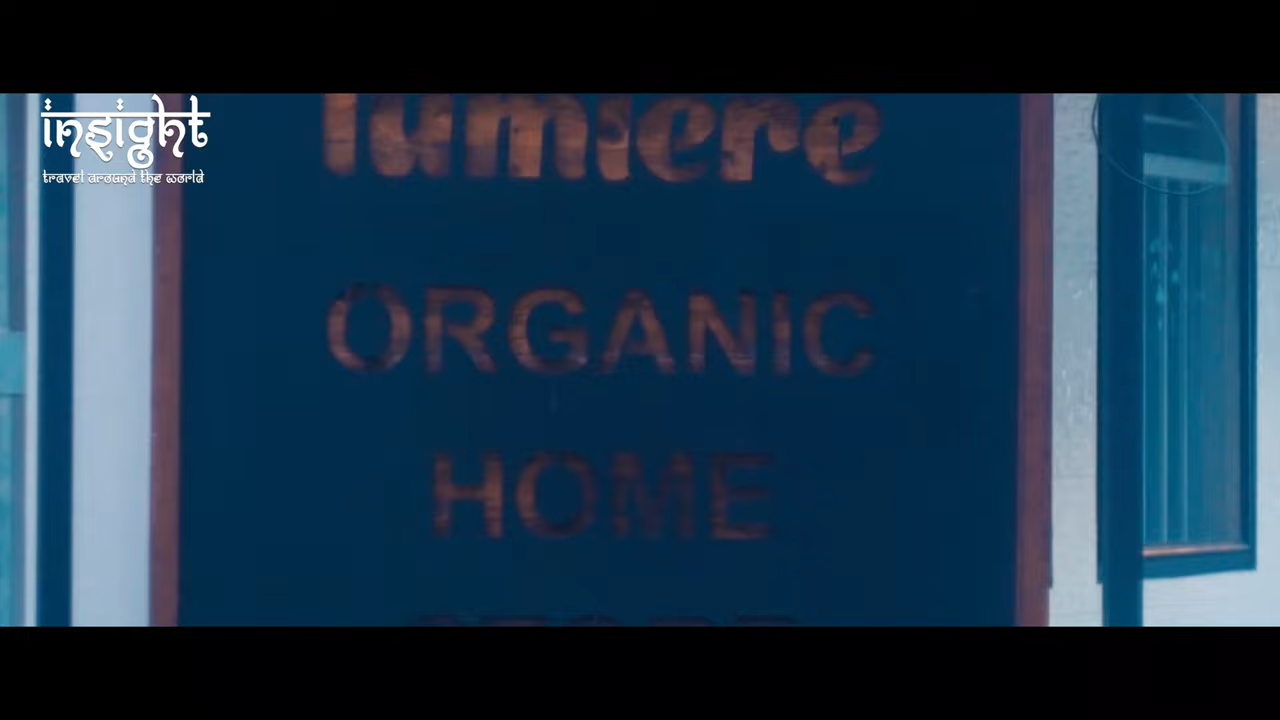 insight
travel around the world
lumiere
ORGANIC
HOME